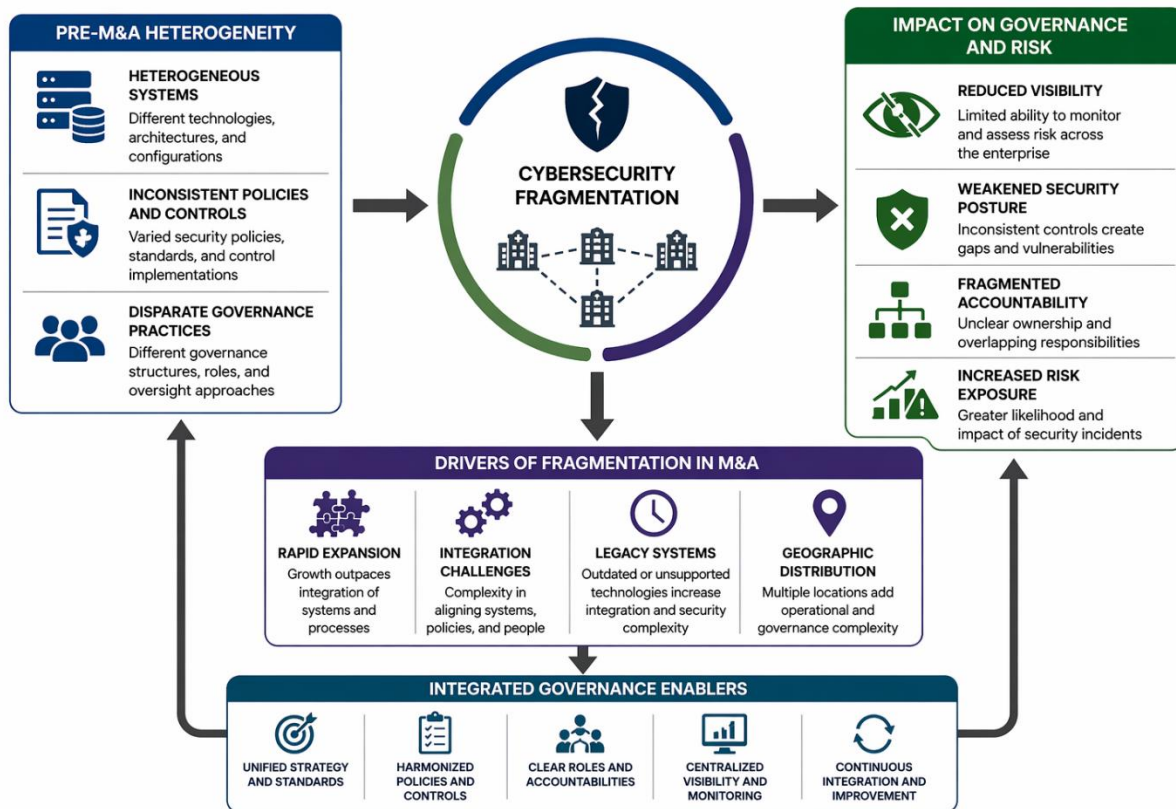 PRE-M&A HETEROGENEITY
HETEROGENEOUS
SYSTEMS
Different technologies,
architectures, and
configurations
INCONSISTENT POLICIES
AND CONTROLS
Varied security policies,
standards, and control
implementations
DISPARATE GOVERNANCE
PRACTICES
Different governance
structures, roles, and
oversight approaches
CYBERSECURITY
FRAGMENTATION
IMPACT ON GOVERNANCE
AND RISK
REDUCED VISIBILITY
Limited ability to monitor
and assess risk across
the enterprise
WEAKENED SECURITY
POSTURE
Inconsistent controls create
gaps and vulnerabilities
FRAGMENTED
ACCOUNTABILITY
Unclear ownership and
overlapping responsibilities
INCREASED RISK
EXPOSURE
Greater likelihood and
impact of security incidents
DRIVERS OF FRAGMENTATION IN M&A
RAPID EXPANSION
Growth outpaces
integration of
systems and
processes
INTEGRATION
CHALLENGES
Complexity in
aligning systems,
policies, and people
LEGACY SYSTEMS
Outdated or unsupported
technologies increase
integration and security
complexity
GEOGRAPHIC
DISTRIBUTION
Multiple locations add
operational and
governance complexity
INTEGRATED GOVERNANCE ENABLERS
UNIFIED STRATEGY
AND STANDARDS
HARMONIZED
POLICIES AND
CONTROLS
CLEAR ROLES AND
ACCOUNTABILITIES
CENTRALIZED
VISIBILITY AND
MONITORING
CONTINUOUS
INTEGRATION AND
IMPROVEMENT